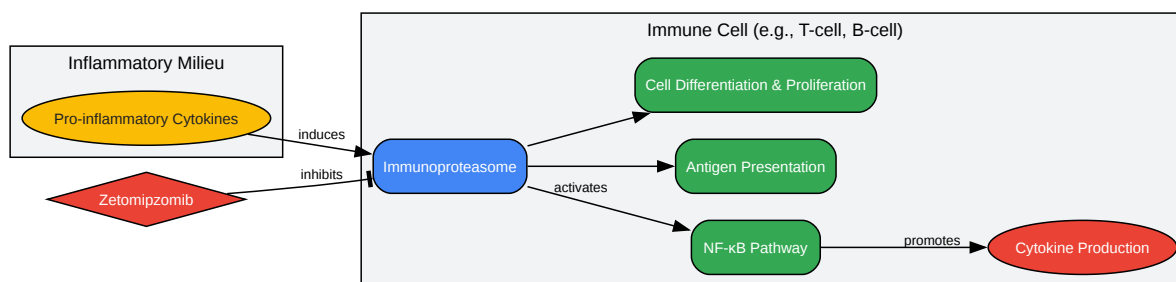 Immune Cell (e.g., T-cell, B-cell)
Inflammatory Milieu
Cell Differentiation & Proliferation
Pro-inflammatory Cytokines
induces
Immunoproteasome
Antigen Presentation
inhibits
Zetomipzomib
activates
NF-κB Pathway
promotes
Cytokine Production